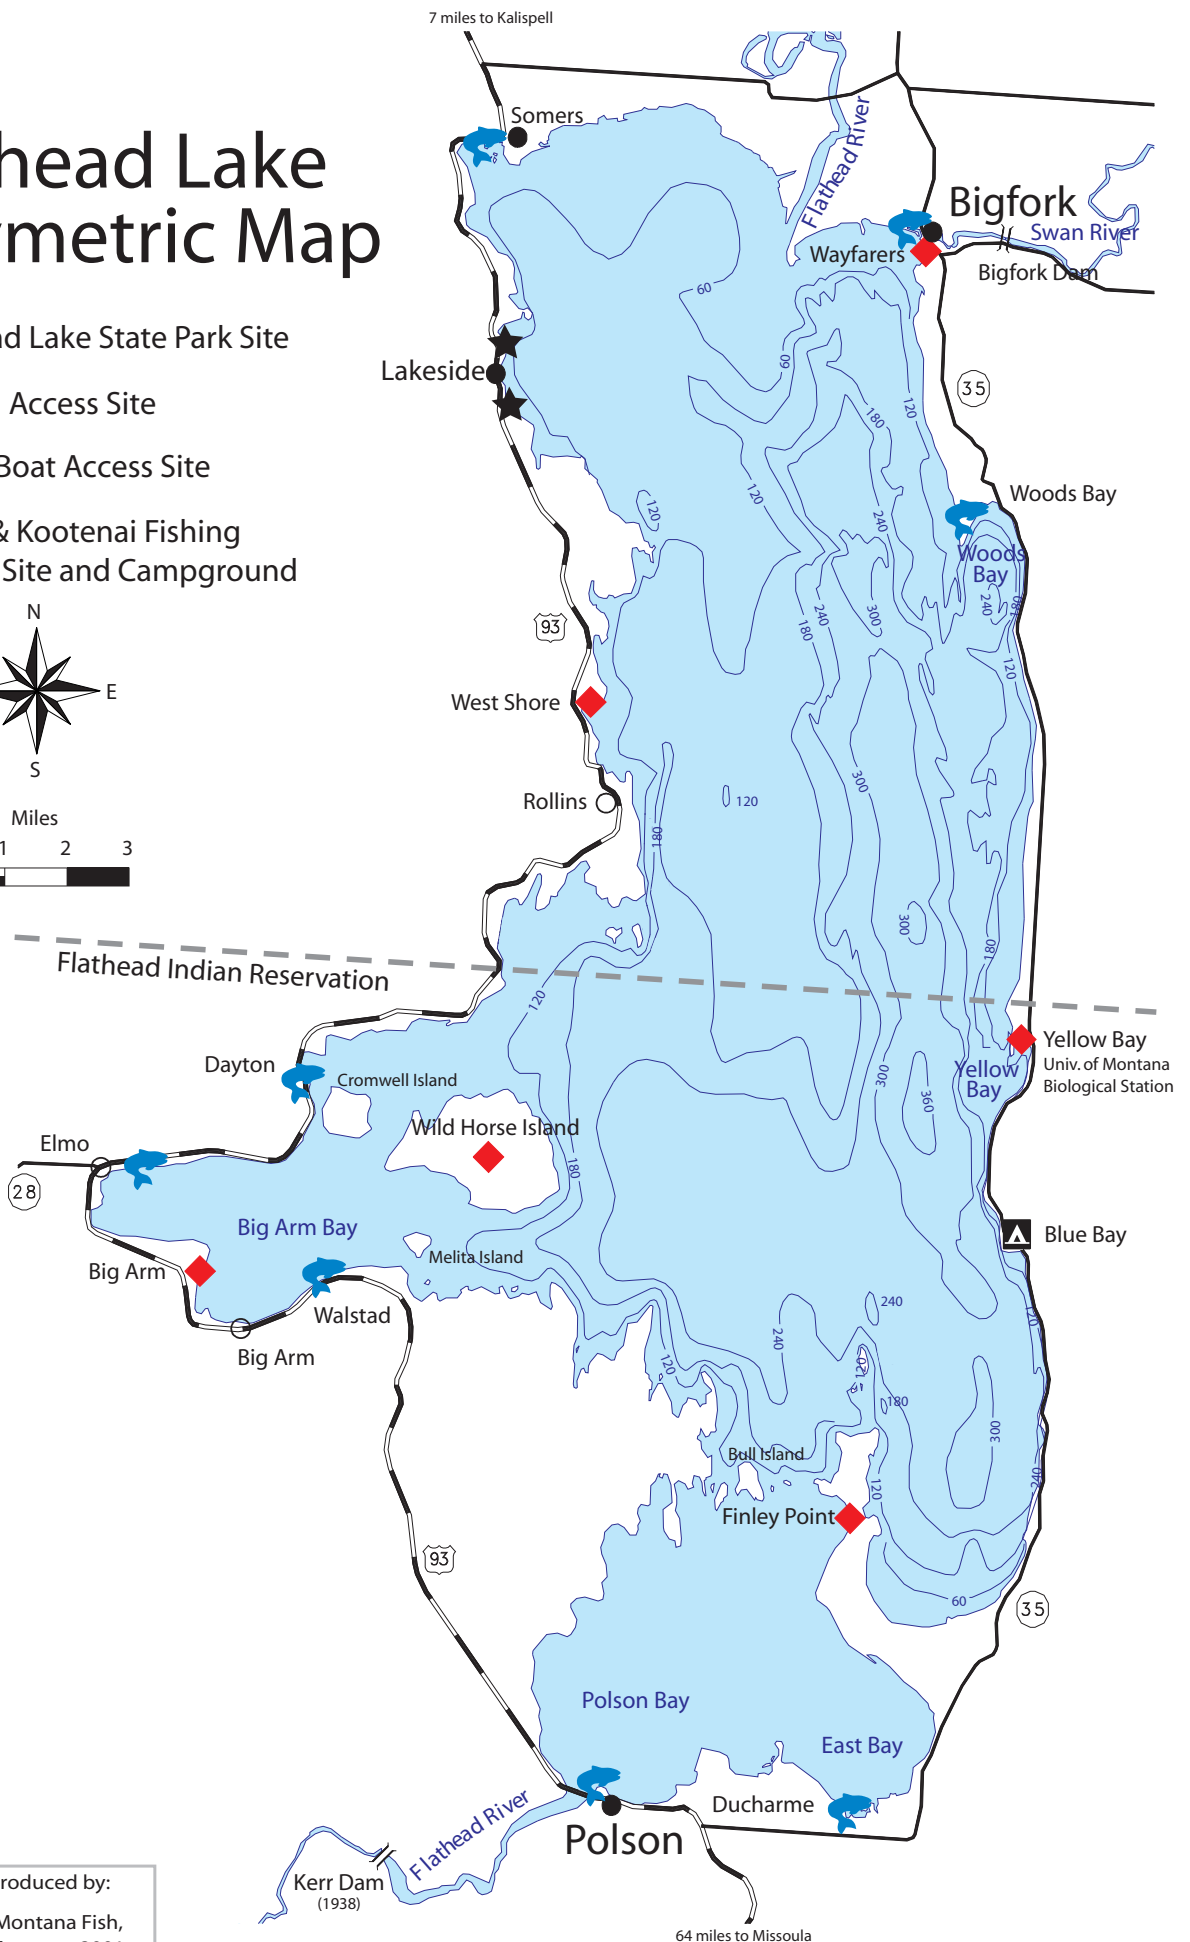 7 miles to Kalispell
Somers
head Lake
metric Map
Flathead River
Bigfork
Swan River
Wayfarers
Bigfork Dam
60
d Lake State Park Site
60
Lakeside
35
120
180
Access Site
Boat Access Site
120
120
Woods Bay
240
& Kootenai Fishing
Site and Campground
Woods
Bay
N
240
180
300
240
180
93
120
E
West Shore
S
300
Rollins
120
Miles
1 2 3
180
300
180
Flathead Indian Reservation
120
Yellow Bay
Univ. of Montana
Biological Station
Yellow
Bay
Dayton
Cromwell Island
300
360
Wild Horse Island
Elmo
180
28
Big Arm Bay
Blue Bay
Melita Island
Big Arm
240
120
Walstad
240
Big Arm
120
120
180
300
Bull Island
240
120
Finley Point
93
60
35
Polson Bay
East Bay
Ducharme
Flathead River
Polson
Kerr Dam
(1938)
roduced by:
Montana Fish,
64 miles to Missoula